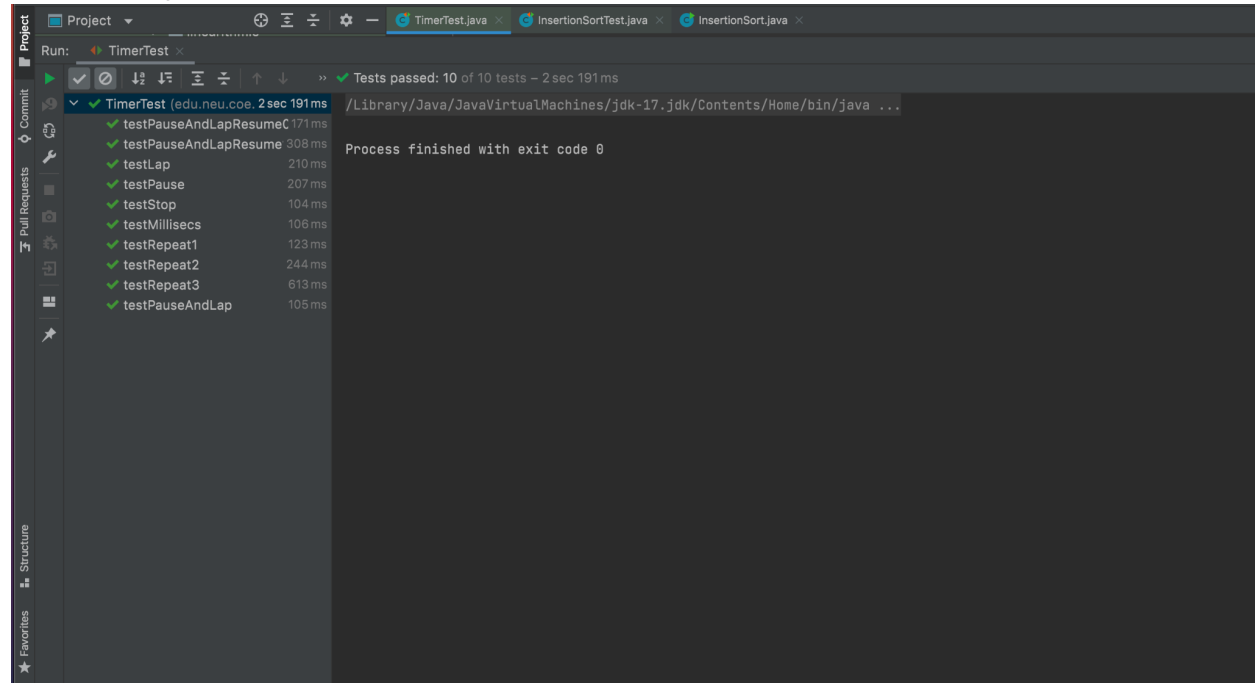 Project
TimerTest.java
InsertionSortTest.java
InsertionSort.java
Run:
TimerTest
» Tests passed: 10 of 10 tests – 2 sec 191 ms
TimerTest (edu.neu.coe. 2 sec 191 ms
/Library/Java/JavaVirtualMachines/jdk-17.jdk/Contents/Home/bin/java ...
testPauseAndLapResume0 171 ms
testPauseAndLapResume 308 ms
Process finished with exit code 0
testLap 210 ms
testPause 207 ms
testStop 104 ms
testMillisecs 106 ms
testRepeat1 123 ms
testRepeat2 244 ms
testRepeat3 613 ms
testPauseAndLap 105 ms
Project
Commit
Pull Requests
Structure
Favorites